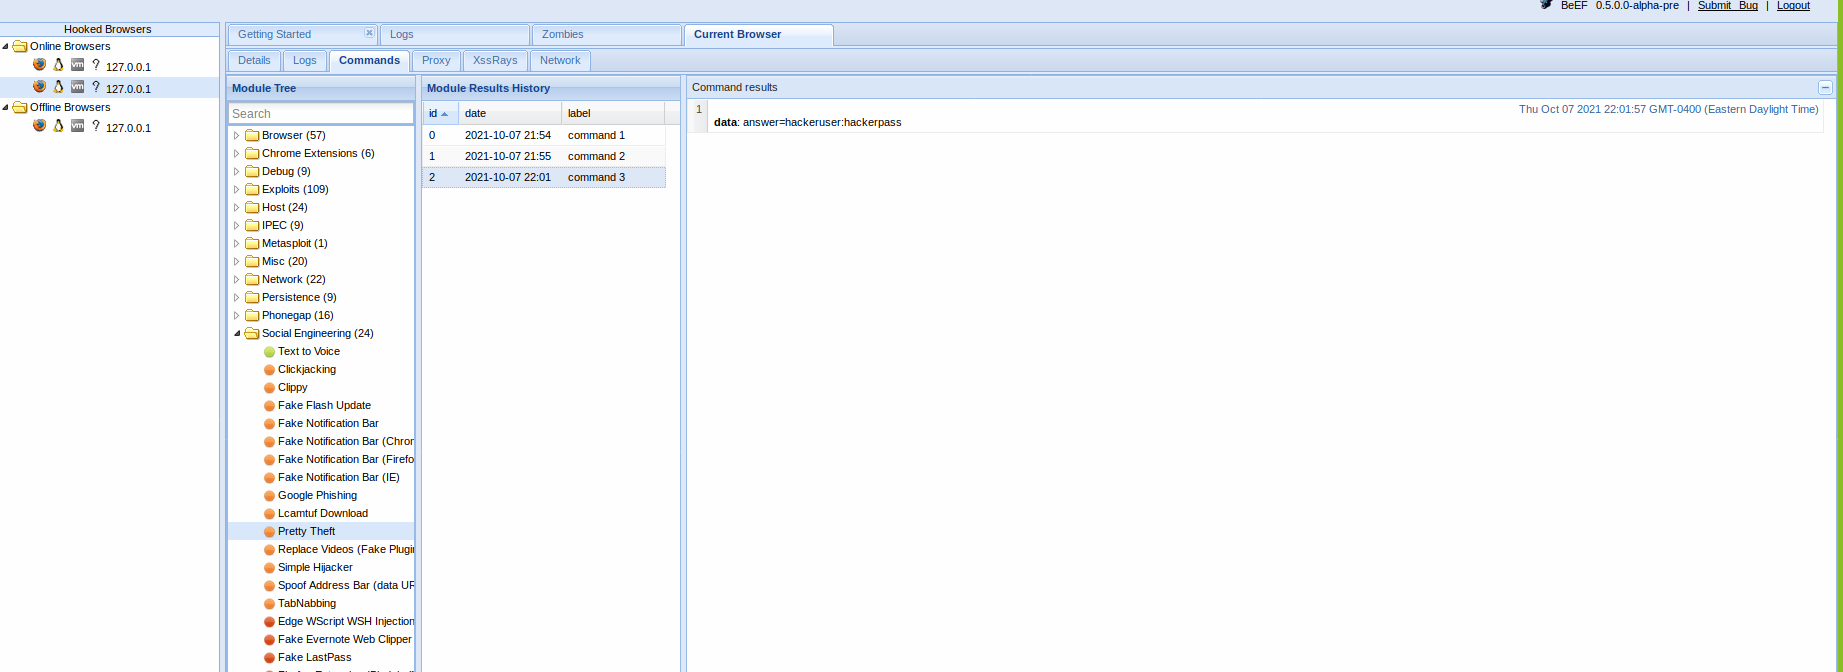 BeEF 0.5.0.0-alpha-pre | Submit Bug | Logout
Hooked Browsers
Online Browsers
? 127.0.0.1
? 127.0.0.1
Offline Browsers
? 127.0.0.1
Getting Started
Logs
Zombies
Current Browser
Details
Logs
Commands
Proxy
XssRays
Network
Module Tree
Search
Browser (57)
Chrome Extensions (6)
Debug (9)
Exploits (109)
Host (24)
IPEC (9)
Metasploit (1)
Misc (20)
Network (22)
Persistence (9)
Phonegap (16)
Social Engineering (24)
Text to Voice
Clickjacking
Clippy
Fake Flash Update
Fake Notification Bar
Fake Notification Bar (Chron
Fake Notification Bar (Firefo
Fake Notification Bar (IE)
Google Phishing
Lcamtuf Download
Pretty Theft
Replace Videos (Fake Plugin
Simple Hijacker
Spoof Address Bar (data UR
TabNabbing
Edge WScript WSH Injection
Fake Evernote Web Clipper
Fake LastPass
Module Results History
id date label
0 2021-10-07 21:54 command 1
1 2021-10-07 21:55 command 2
2 2021-10-07 22:01 command 3
Command results
1 Thu Oct 07 2021 22:01:57 GMT-0400 (Eastern Daylight Time)
data: answer=hackeruser:hackerpass